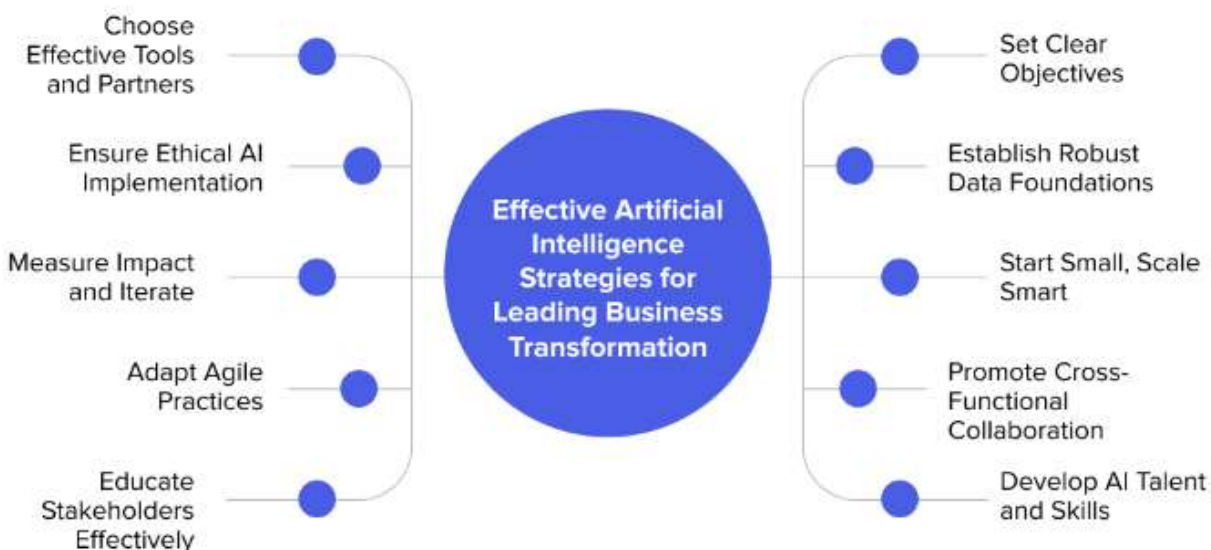 Choose
Effective Tools
and Partners
Ensure Ethical AI
Implementation
Measure Impact
and Iterate
Adapt Agile
Practices
Educate
Stakeholders
Effectively
Effective Artificial
Intelligence
Strategies for
Leading Business
Transformation
Set Clear
Objectives
Establish Robust
Data Foundations
Start Small, Scale
Smart
Promote Cross-
Functional
Collaboration
Develop AI Talent
and Skills